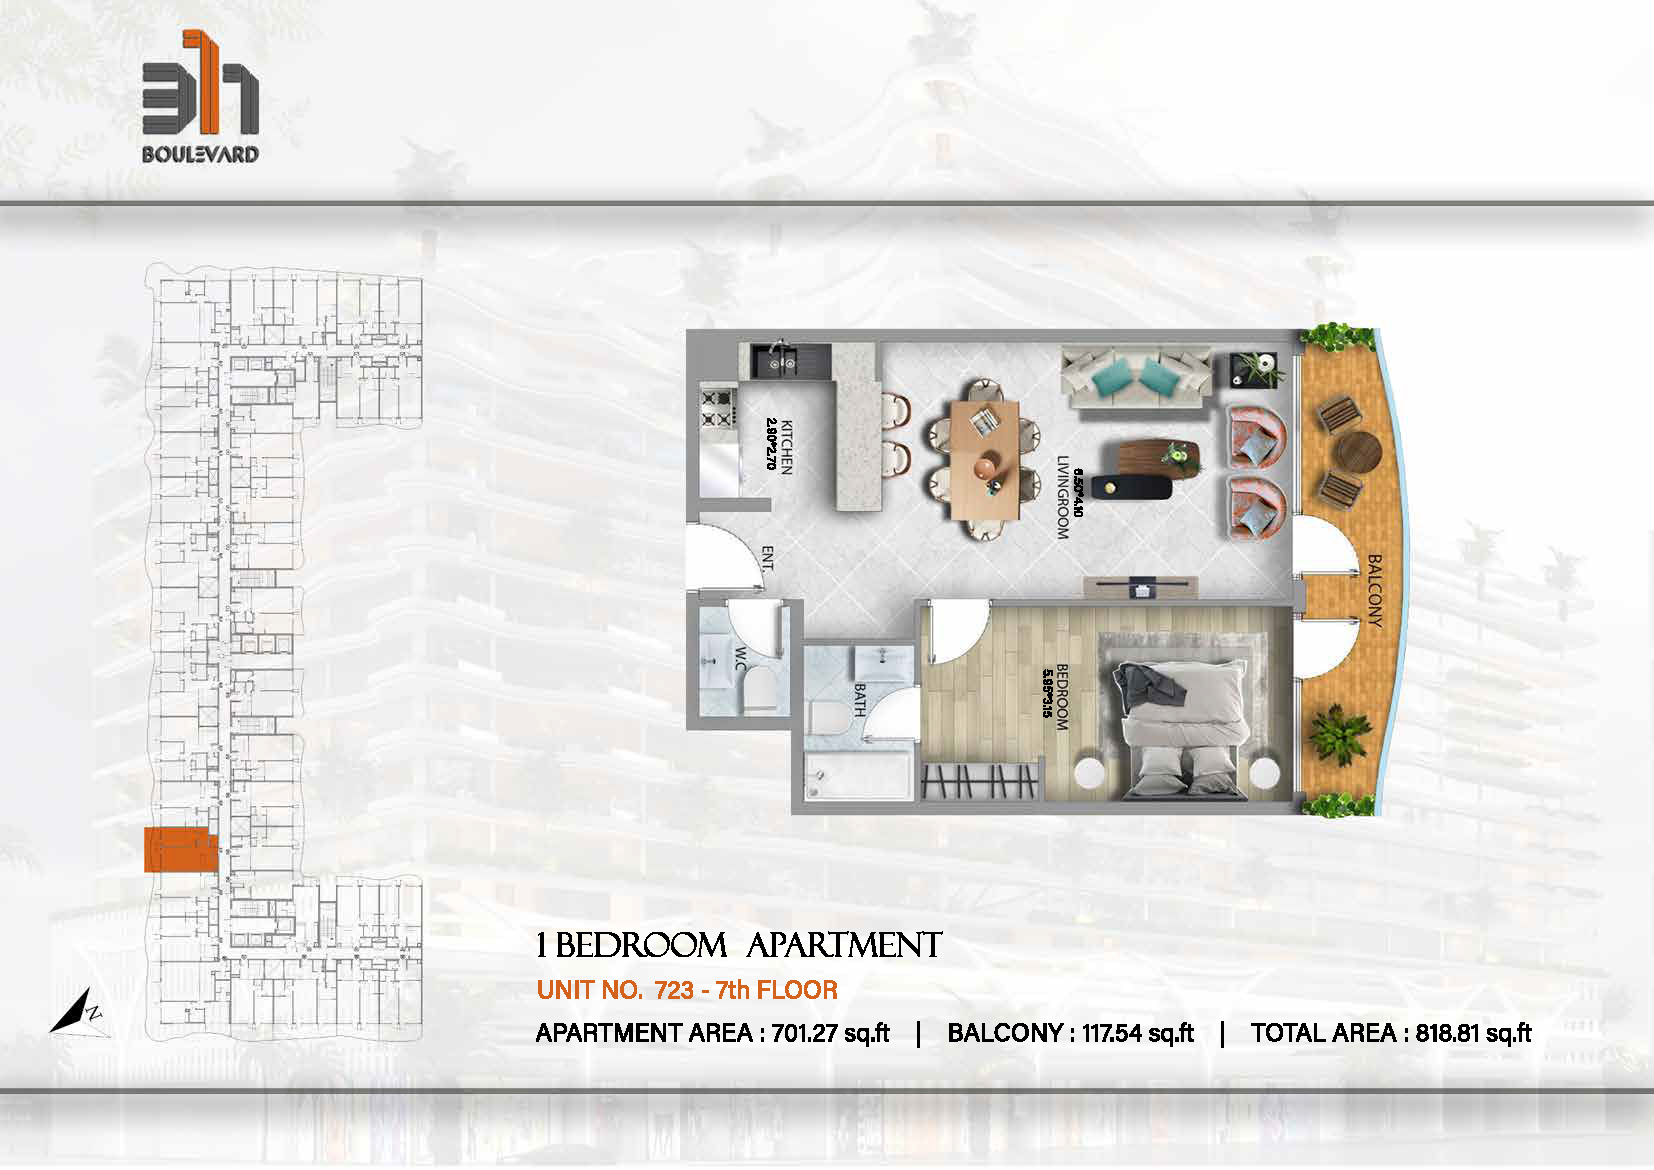 311
BOULEVARD
KITCHEN
2.90*2.70
6.50*4.10
LIVINGROOM
ENT.
BALCONY
W.C
BATH
BEDROOM
5.95*3.15
N
1 BEDROOM APARTMENT
UNIT NO. 723 - 7th FLOOR
APARTMENT AREA : 701.27 sq.ft | BALCONY : 117.54 sq.ft | TOTAL AREA : 818.81 sq.ft